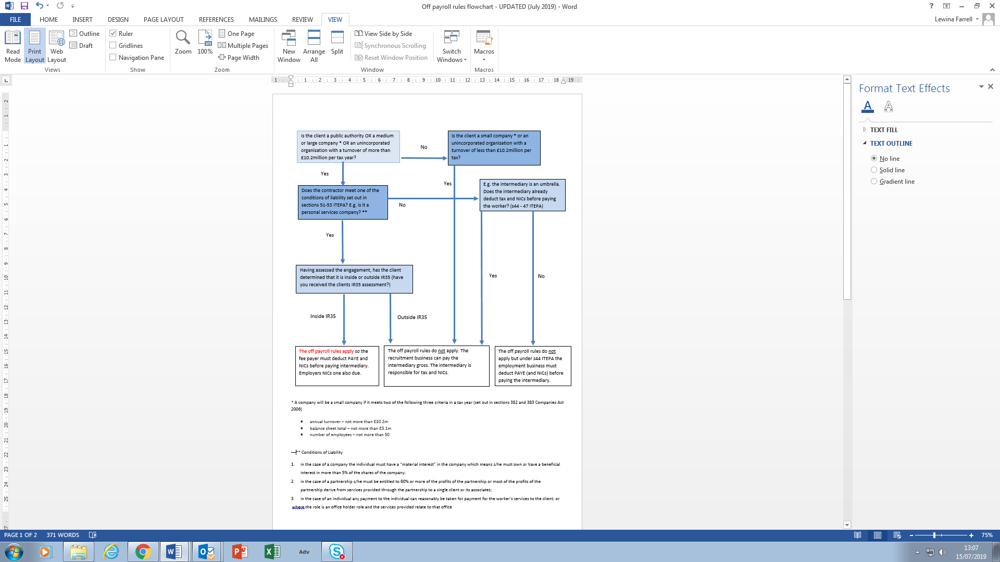 Off payroll rules flowchart - UPDATED (July 2019) - Word
FILE
HOME
INSERT
DESIGN
PAGE LAYOUT
REFERENCES
MAILINGS
REVIEW
VIEW
Lewina Farrell
Read Mode
Print Layout
Web Layout
Outline
Draft
Views
Ruler
Gridlines
Navigation Pane
Show
Zoom
100%
One Page
Multiple Pages
Page Width
Zoom
New Window
Arrange All
Split
View Side by Side
Synchronous Scrolling
Reset Window Position
Window
Switch Windows
Macros
Macros
1 1 2 3 4 5 6 7 8 9 10 11 12 13 14 15 16 17 18 19
Is the client a public authority OR a medium
or large company * OR an unincorporated
organisation with a turnover of more than
£10.2million per tax year?
No
Is the client a small company * or an
unincorporated organisation with a
turnover of less than £10.2million per
tax?
Yes
Yes
Does the contractor meet one of the
conditions of liability set out in
sections 51-53 ITEPA? E.g. is it a
personal services company? **
No
E.g. the intermediary is an umbrella.
Does the intermediary already
deduct tax and NICs before paying
the worker? (s44 - 47 ITEPA)
Yes
Having assessed the engagement, has the client
determined that it is inside or outside IR35 (have
you received the clients IR35 assessment?)
Yes
No
Inside IR35
Outside IR35
The off payroll rules apply so the
fee payer must deduct PAYE and
NICs before paying intermediary.
Employers NICs one also due.
The off payroll rules do not apply. The
recruitment business can pay the
intermediary gross. The intermediary is
responsible for tax and NICs.
The off payroll rules do not
apply but under s44 ITEPA the
employment business must
deduct PAYE (and NICs) before
paying the intermediary.
* A company will be a small company if it meets two of the following three criteria in a tax year (set out in sections 382 and 383 Companies Act
2006)
• annual turnover – not more than £10.2m
• balance sheet total – not more than £5.1m
• number of employees – not more than 50
** Conditions of Liability
1. in the case of a company the individual must have a “material interest” in the company which means s/he must own or have a beneficial
interest in more than 5% of the shares of the company;
2. in the case of a partnership s/he must be entitled to 60% or more of the profits of the partnership or most of the profits of the
partnership derive from services provided through the partnership to a single client or its associates;
3. in the case of an individual any payment to the individual can reasonably be taken for payment for the worker’s services to the client; or
where the role is an office holder role and the services provided relate to that office
Format Text Effects
TEXT FILL
TEXT OUTLINE
No line
Solid line
Gradient line
PAGE 1 OF 2
371 WORDS
75%
Adv
13:07
15/07/2019